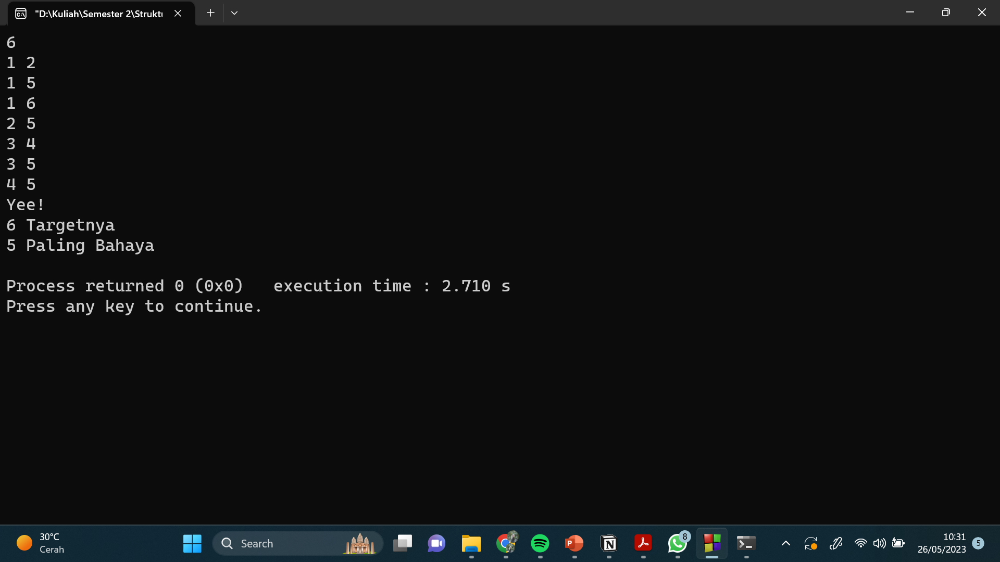 "D:\Kuliah\Semester 2\Struktu
6
1 2
1 5
1 6
2 5
3 4
3 5
4 5
Yee!
6 Targetnya
5 Paling Bahaya
Process returned 0 (0x0)   execution time : 2.710 s
Press any key to continue.
30°C
Cerah
Search
8
10:31
26/05/2023
5